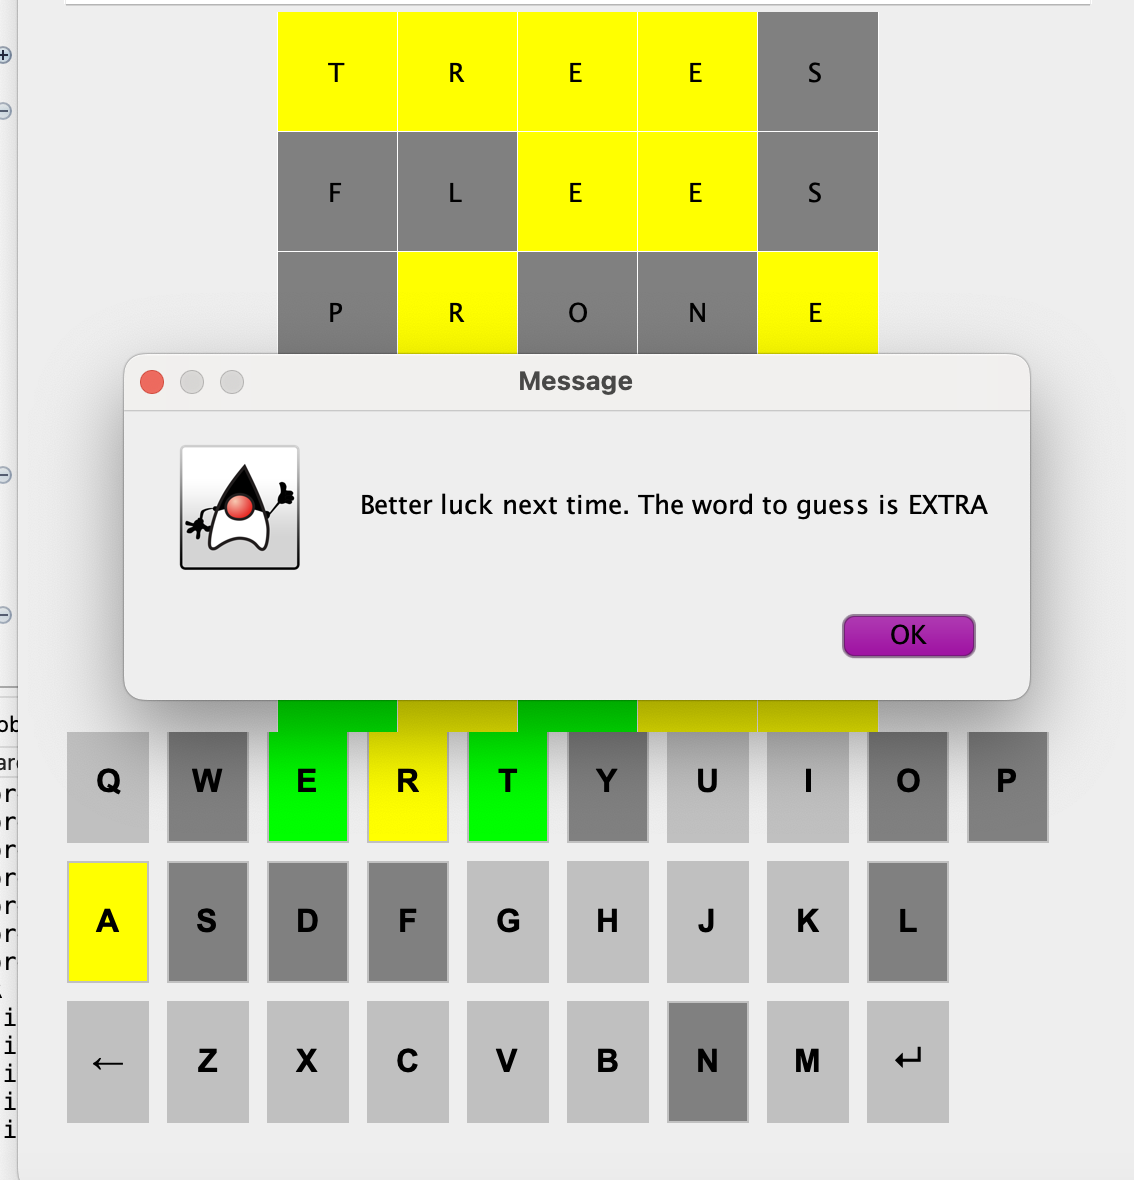 T R E E S
F L E E S
P R O N E
Message
Better luck next time. The word to guess is EXTRA
OK
Q W E R T Y U I O P
A S D F G H J K L
← Z X C V B N M ↵